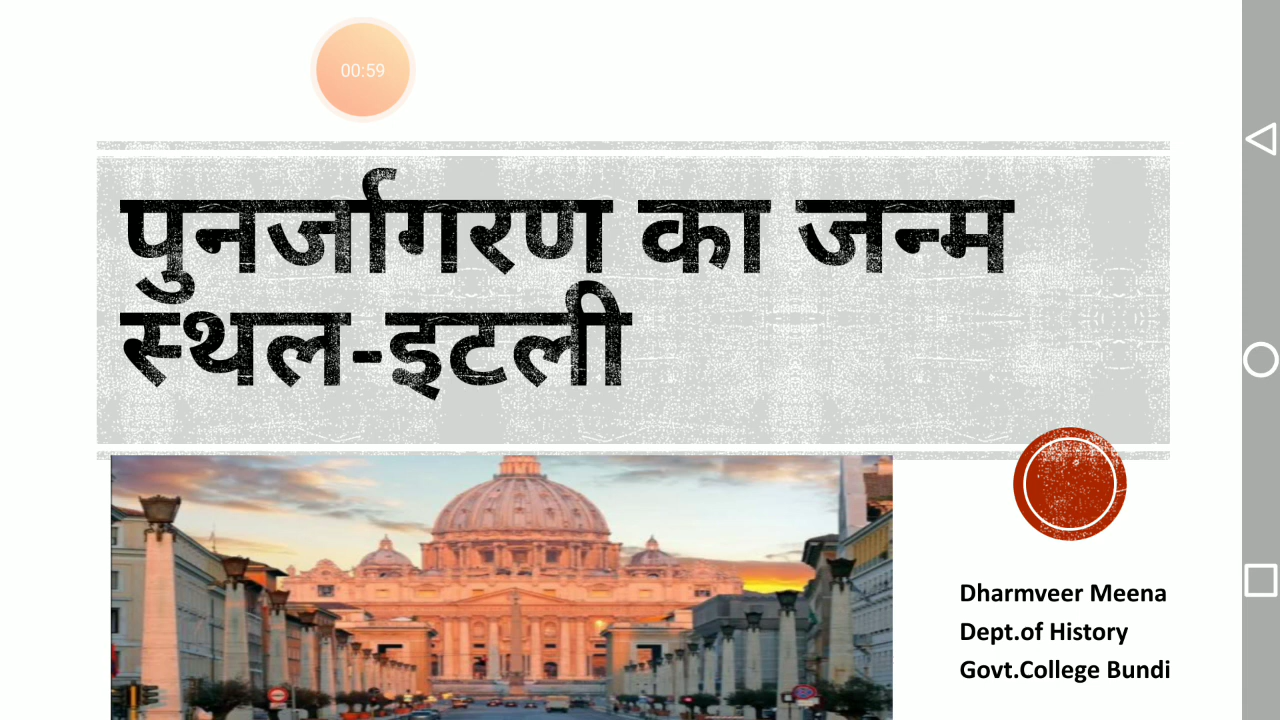 00:59
पुनर्जागरण का जन्म
स्थल-इटली
Dharmveer Meena
Dept.of History
Govt.College Bundi